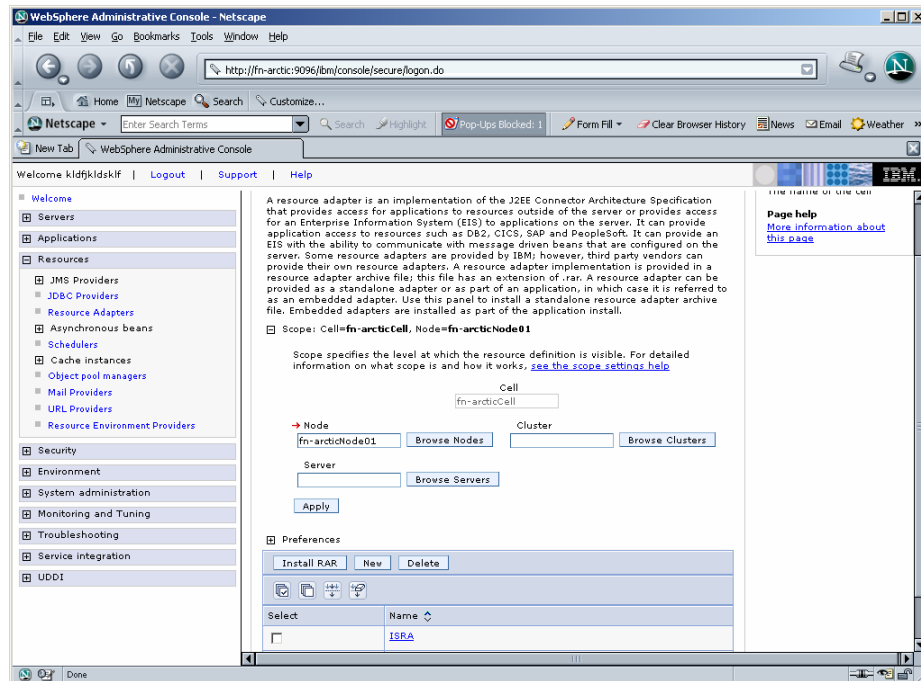 WebSphere Administrative Console - Netscape
File Edit View Go Bookmarks Tools Window Help
http://fn-arctic:9096/ibm/console/secure/logon.do
Home My Netscape Search Customize...
Netscape Enter Search Terms Search Highlight Pop-Ups Blocked: 1 Form Fill Clear Browser History News Email Weather »
New Tab WebSphere Administrative Console
Welcome kldfjkldsklf | Logout | Support | Help
IBM.
Welcome
Servers
Applications
Resources
JMS Providers
JDBC Providers
Resource Adapters
Asynchronous beans
Schedulers
Cache instances
Object pool managers
Mail Providers
URL Providers
Resource Environment Providers
Security
Environment
System administration
Monitoring and Tuning
Troubleshooting
Service integration
UDDI
A resource adapter is an implementation of the J2EE Connector Architecture Specification
that provides access for applications to resources outside of the server or provides access
for an Enterprise Information System (EIS) to applications on the server. It can provide
application access to resources such as DB2, CICS, SAP and PeopleSoft. It can provide an
EIS with the ability to communicate with message driven beans that are configured on the
server. Some resource adapters are provided by IBM; however, third party vendors can
provide their own resource adapters. A resource adapter implementation is provided in a
resource adapter archive file; this file has an extension of .rar. A resource adapter can be
provided as a standalone adapter or as part of an application, in which case it is referred to
as an embedded adapter. Use this panel to install a standalone resource adapter archive
file. Embedded adapters are installed as part of the application install.
Scope: Cell=fn-arcticCell, Node=fn-arcticNode01
Scope specifies the level at which the resource definition is visible. For detailed
information on what scope is and how it works, see the scope settings help
Cell
fn-arcticCell
Node Cluster
fn-arcticNode01 Browse Nodes Browse Clusters
Server
Browse Servers
Apply
Preferences
Install RAR New Delete
Select Name
ISRA
The name of the cell
Page help
More information about
this page
Done